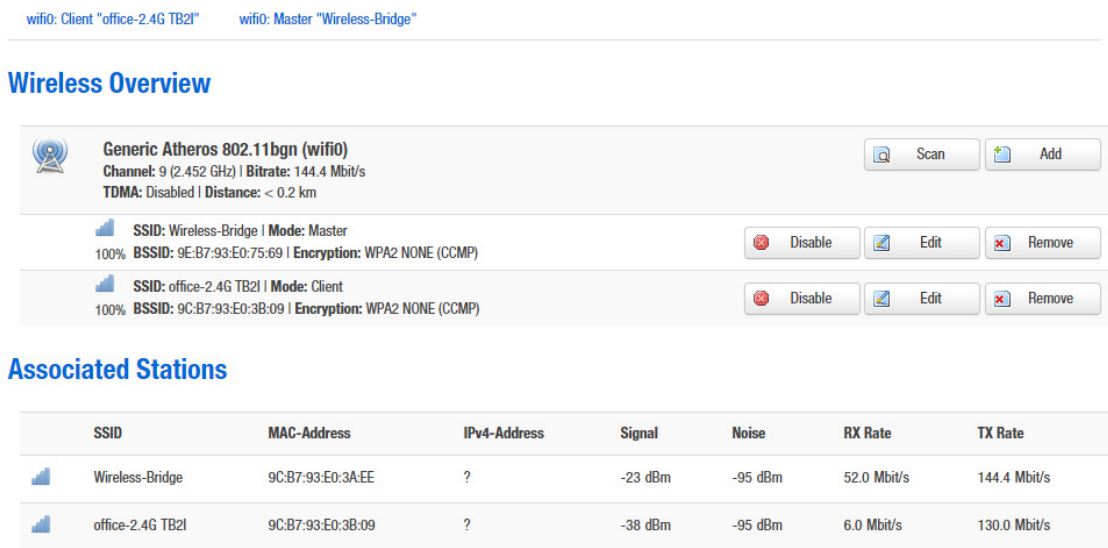 wifi0: Client "office-2.4G TB2I" wifi0: Master "Wireless-Bridge"
Wireless Overview
Generic Atheros 802.11bgn (wifi0)
Channel: 9 (2.452 GHz) | Bitrate: 144.4 Mbit/s
TDMA: Disabled | Distance: < 0.2 km
Scan Add
SSID: Wireless-Bridge | Mode: Master
100% BSSID: 9E:B7:93:E0:75:69 | Encryption: WPA2 NONE (CCMP)
Disable Edit Remove
SSID: office-2.4G TB2I | Mode: Client
100% BSSID: 9C:B7:93:E0:3B:09 | Encryption: WPA2 NONE (CCMP)
Disable Edit Remove
Associated Stations
SSID MAC-Address IPv4-Address Signal Noise RX Rate TX Rate
Wireless-Bridge 9C:B7:93:E0:3A:EE ? -23 dBm -95 dBm 52.0 Mbit/s 144.4 Mbit/s
office-2.4G TB2I 9C:B7:93:E0:3B:09 ? -38 dBm -95 dBm 6.0 Mbit/s 130.0 Mbit/s